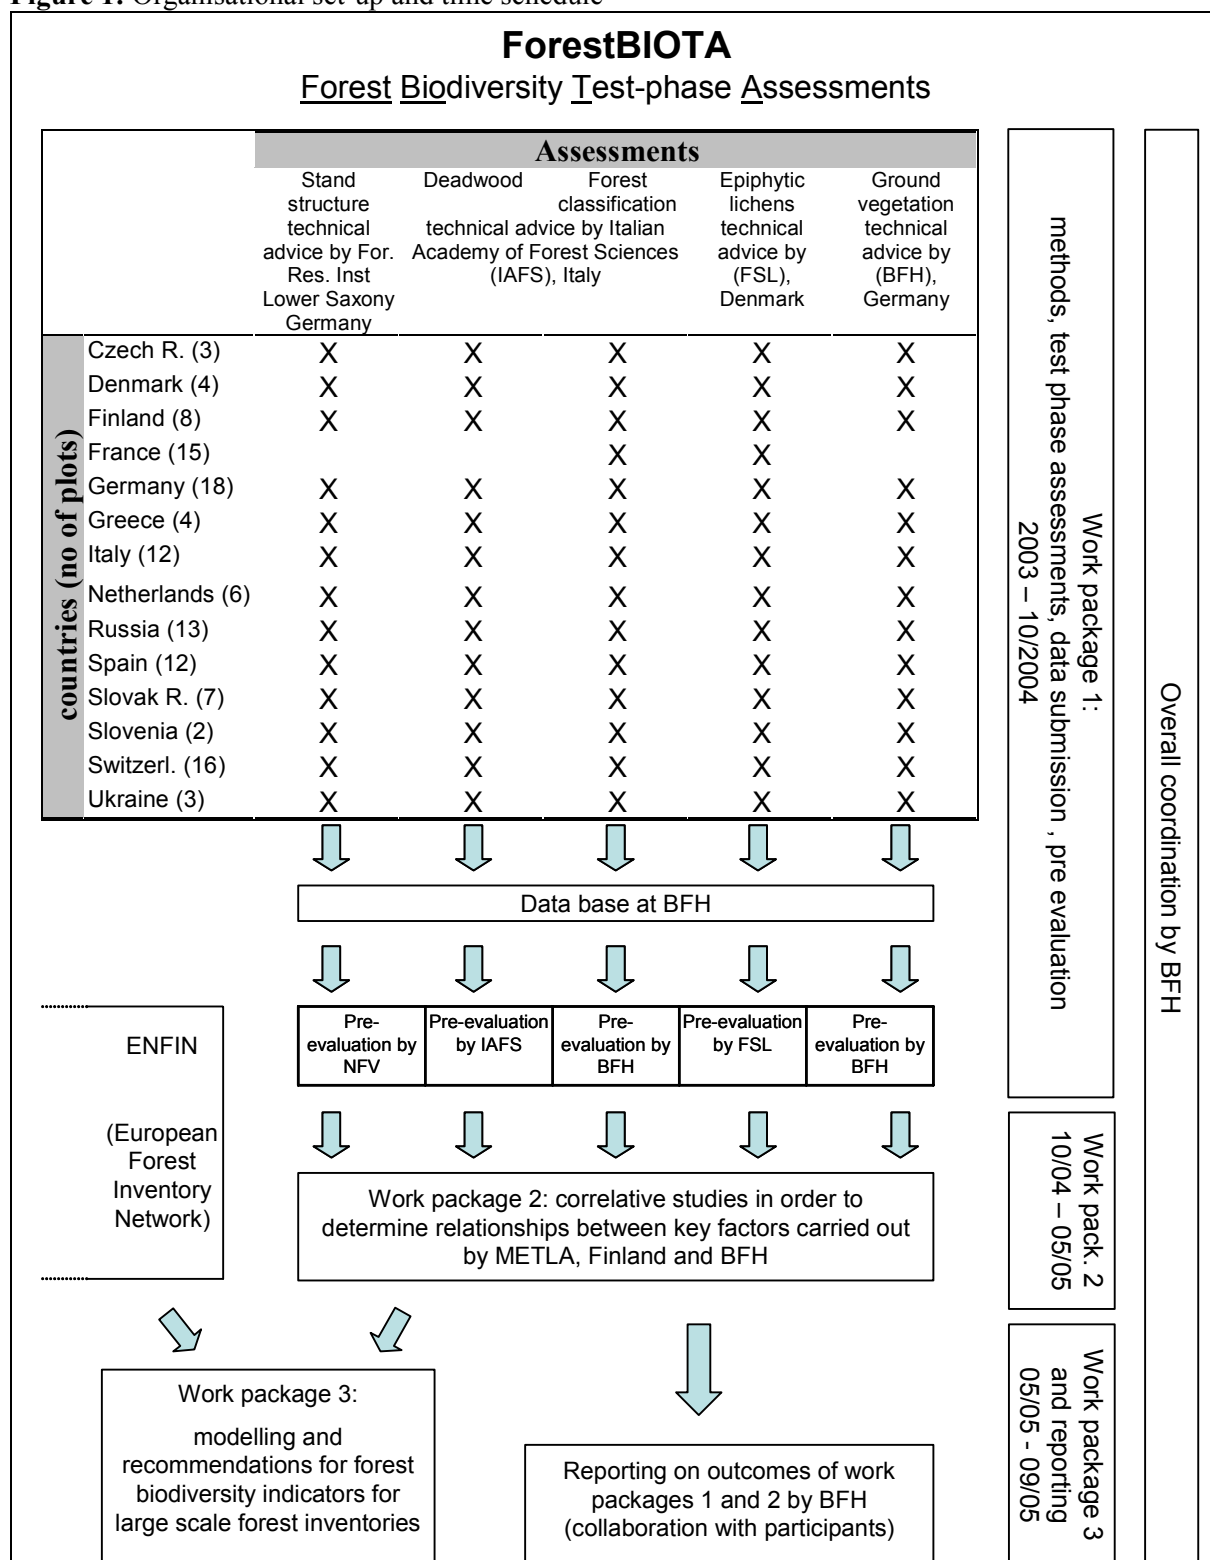 Figure 1: Organisational set-up and time schedule
ForestBIOTA
Forest Biodiversity Test-phase Assessments
Assessments
Stand
structure
technical
advice by For.
Res. Inst
Lower Saxony
Germany
Deadwood
Forest
classification
technical advice by Italian
Academy of Forest Sciences
(IAFS), Italy
Epiphytic
lichens
technical
advice by
(FSL),
Denmark
Ground
vegetation
technical
advice by
(BFH),
Germany
countries (no of plots)
Czech R. (3) X X X X X
Denmark (4) X X X X X
Finland (8) X X X X X
France (15) X X
Germany (18) X X X X X
Greece (4) X X X X X
Italy (12) X X X X X
Netherlands (6) X X X X X
Russia (13) X X X X X
Spain (12) X X X X X
Slovak R. (7) X X X X X
Slovenia (2) X X X X X
Switzerl. (16) X X X X X
Ukraine (3) X X X X X
Data base at BFH
Pre-
evaluation by
NFV
Pre-evaluation
by IAFS
Pre-
evaluation by
BFH
Pre-evaluation
by FSL
Pre-
evaluation by
BFH
ENFIN
(European
Forest
Inventory
Network)
Work package 2: correlative studies in order to
determine relationships between key factors carried out
by METLA, Finland and BFH
Work package 3:
modelling and
recommendations for forest
biodiversity indicators for
large scale forest inventories
Reporting on outcomes of work
packages 1 and 2 by BFH
(collaboration with participants)
Work package 1:
methods, test phase assessments, data submission , pre evaluation
2003 – 10/2004
Work pack. 2
10/04 – 05/05
Work package 3
and reporting
05/05 - 09/05
Overall coordination by BFH